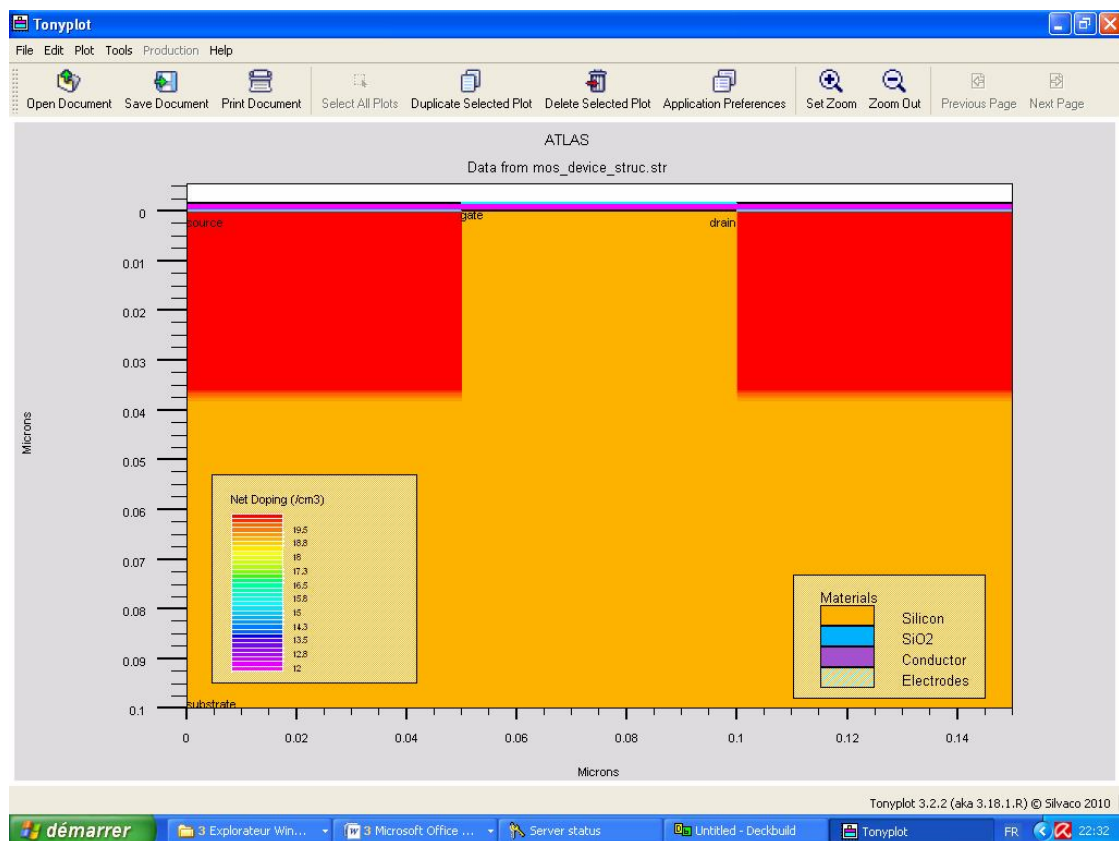 Tonyplot
File Edit Plot Tools Production Help
Open Document Save Document Print Document Select All Plots Duplicate Selected Plot Delete Selected Plot Application Preferences Set Zoom Zoom Out Previous Page Next Page
ATLAS
Data from mos_device_struc.str
0
source
gate
drain
0.01
0.02
0.03
0.04
Microns
0.05
0.06
0.07
0.08
0.09
0.1
Net Doping (/cm3)
19.5
18.8
18
17.3
16.5
15.8
15
14.3
13.5
12.8
12
Materials
Silicon
SiO2
Conductor
Electrodes
substrate
0 0.02 0.04 0.06 0.08 0.1 0.12 0.14
Microns
Tonyplot 3.2.2 (aka 3.18.1.R) © Silvaco 2010
démarrer 3 Explorateur Win... 3 Microsoft Office ... Server status Untitled - Deckbuild Tonyplot FR 22:32